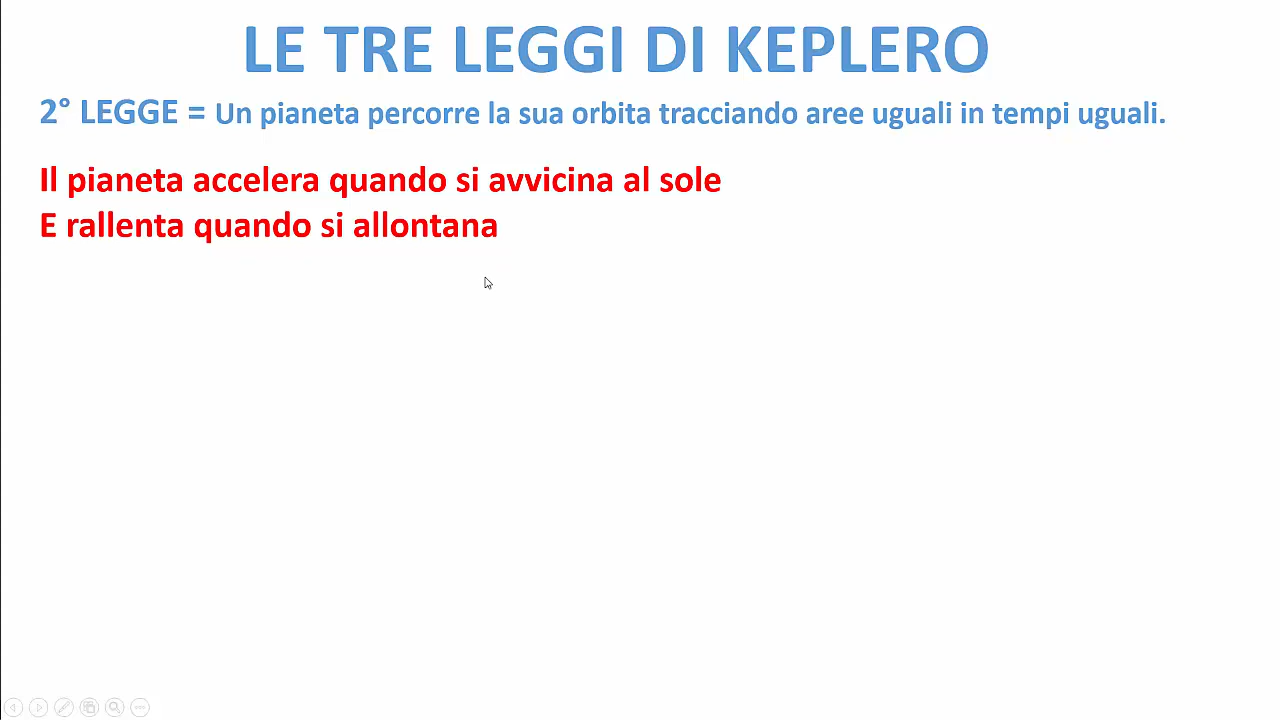 LE TRE LEGGI DI KEPLERO
2° LEGGE = Un pianeta percorre la sua orbita tracciando aree uguali in tempi uguali.
Il pianeta accelera quando si avvicina al sole
E rallenta quando si allontana